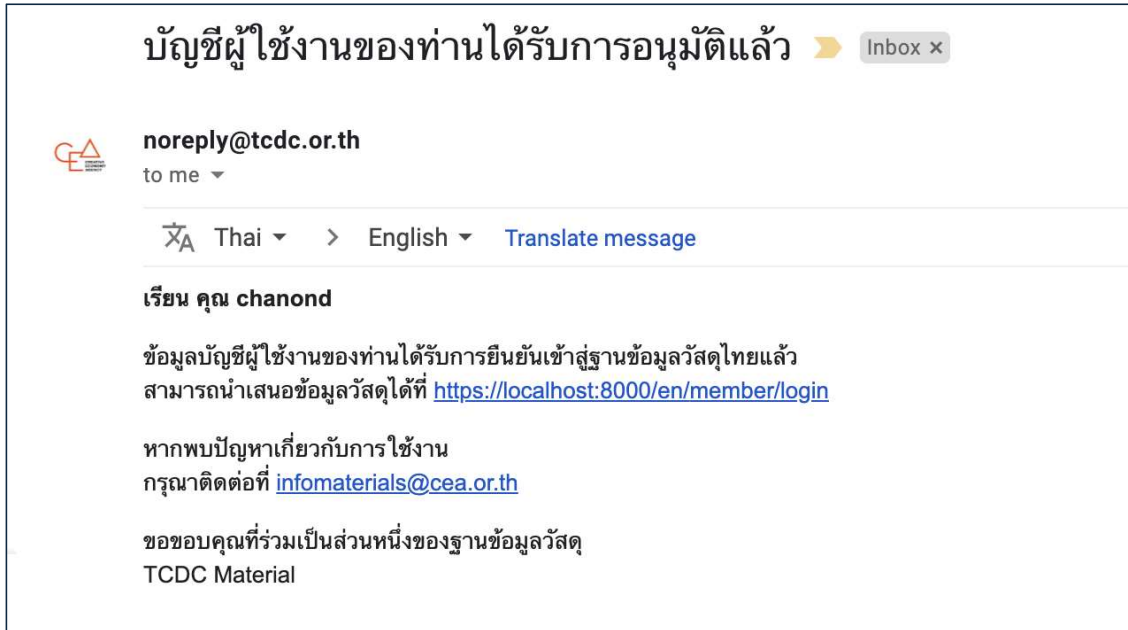 บัญชีผู้ใช้งานของท่านได้รับการอนุมัติแล้ว Inbox ×
noreply@tcdc.or.th
to me
Thai > English Translate message
เรียน คุณ chanond
ข้อมูลบัญชีผู้ใช้งานของท่านได้รับการยืนยันเข้าสู่ฐานข้อมูลวัสดุไทยแล้ว
สามารถนำเสนอข้อมูลวัสดุได้ที่ https://localhost:8000/en/member/login
หากพบปัญหาเกี่ยวกับการใช้งาน
กรุณาติดต่อที่ infomaterials@cea.or.th
ขอขอบคุณที่ร่วมเป็นส่วนหนึ่งของฐานข้อมูลวัสดุ
TCDC Material
CEA